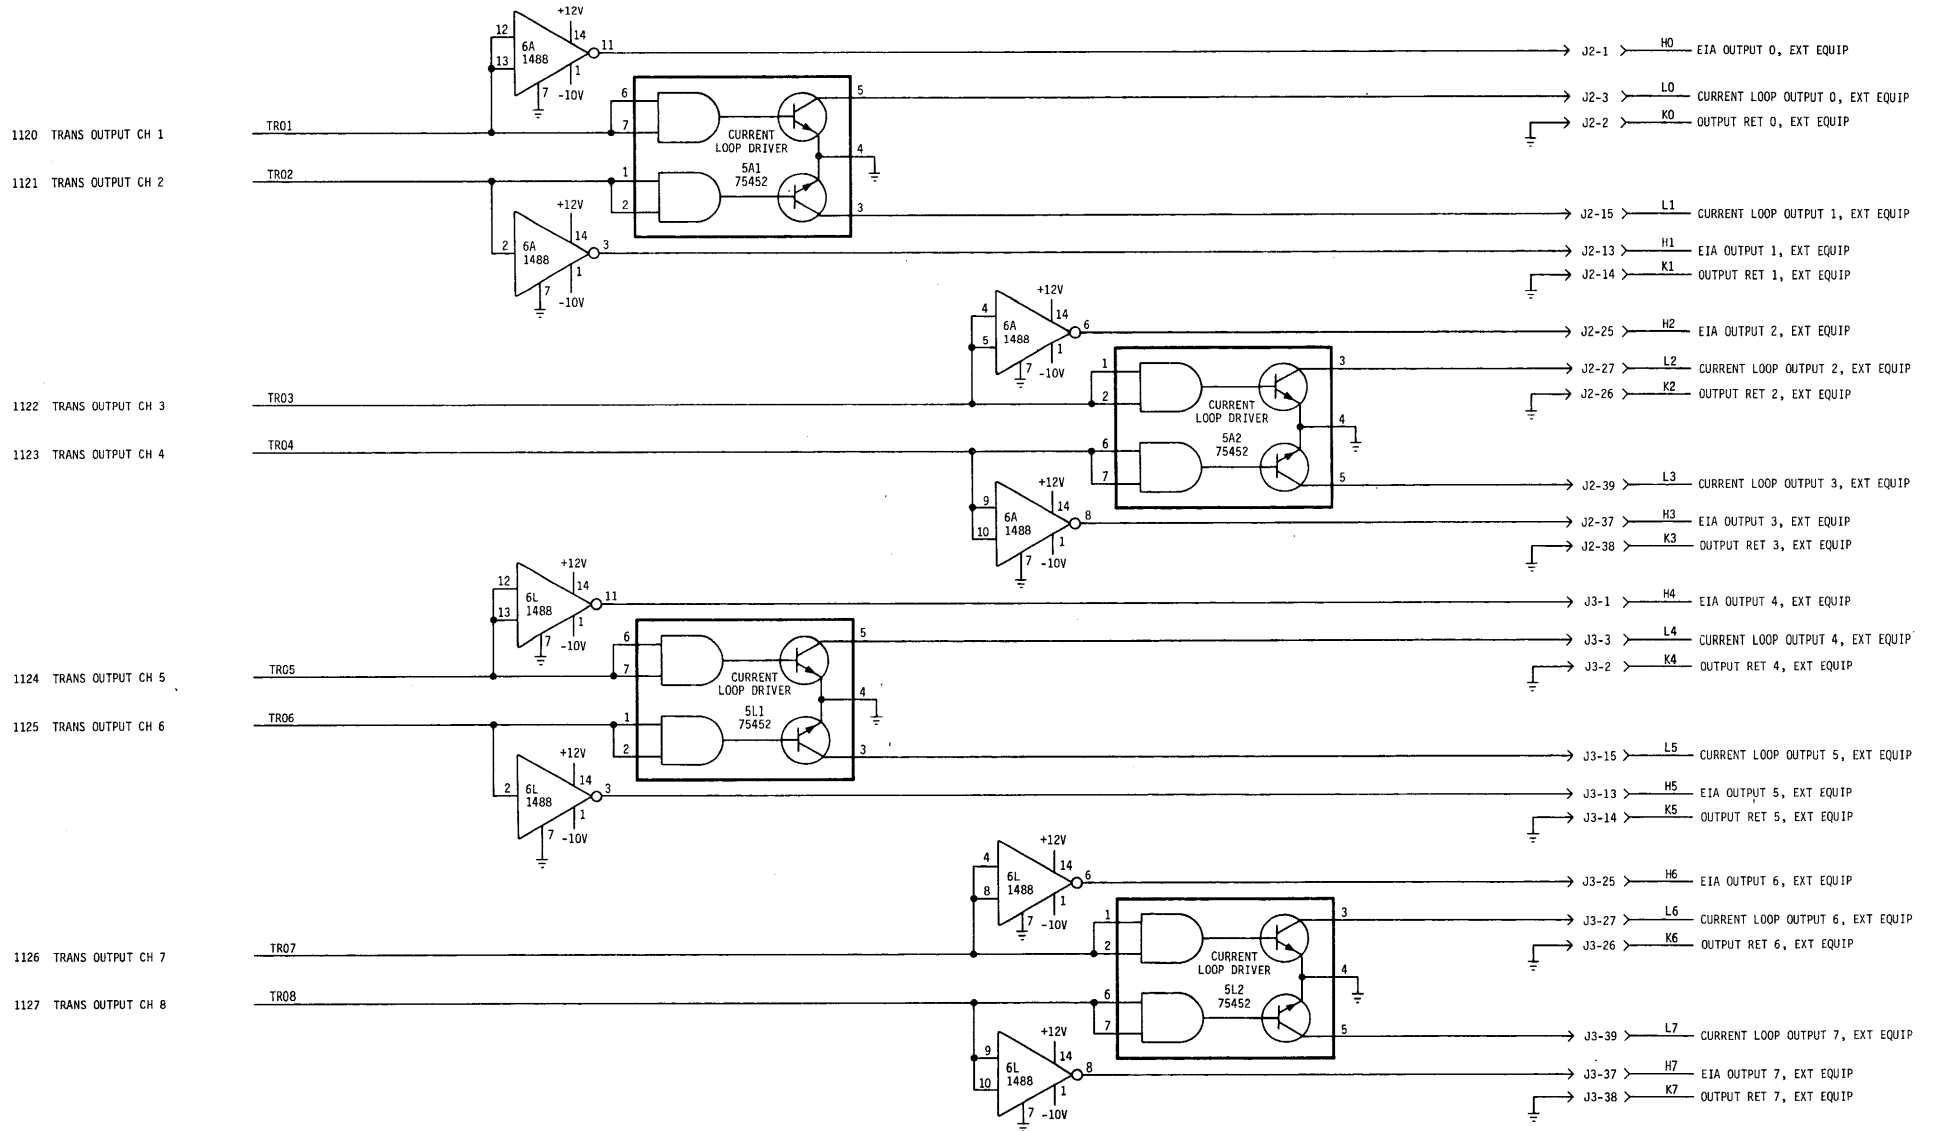 +12V
12 14
6A 11 J2-1 H0 EIA OUTPUT 0, EXT EQUIP
13 1488
1
7 -10V
6 5 J2-3 L0 CURRENT LOOP OUTPUT 0, EXT EQUIP
J2-2 K0 OUTPUT RET 0, EXT EQUIP
1120 TRANS OUTPUT CH 1 TR01 7
CURRENT
LOOP DRIVER
4
5A1
75452
1121 TRANS OUTPUT CH 2 TR02 1
2 3 J2-15 L1 CURRENT LOOP OUTPUT 1, EXT EQUIP
+12V
14
2 6A 3 J2-13 H1 EIA OUTPUT 1, EXT EQUIP
1488
1
J2-14 K1 OUTPUT RET 1, EXT EQUIP
7 -10V
+12V
4 14
6A 6 J2-25 H2 EIA OUTPUT 2, EXT EQUIP
5 1488
1
7 -10V
1 3 J2-27 L2 CURRENT LOOP OUTPUT 2, EXT EQUIP
J2-26 K2 OUTPUT RET 2, EXT EQUIP
1122 TRANS OUTPUT CH 3 TR03 2
CURRENT
LOOP DRIVER
4
5A2
75452
1123 TRANS OUTPUT CH 4 TR04 6
7 5 J2-39 L3 CURRENT LOOP OUTPUT 3, EXT EQUIP
+12V
9 14
6A 8 J2-37 H3 EIA OUTPUT 3, EXT EQUIP
10 1488
1
J2-38 K3 OUTPUT RET 3, EXT EQUIP
7 -10V
+12V
12 14
6L 11 J3-1 H4 EIA OUTPUT 4, EXT EQUIP
13 1488
1
7 -10V
6 5 J3-3 L4 CURRENT LOOP OUTPUT 4, EXT EQUIP
J3-2 K4 OUTPUT RET 4, EXT EQUIP
1124 TRANS OUTPUT CH 5 TR05 7
CURRENT
LOOP DRIVER
4
5L1
75452
1125 TRANS OUTPUT CH 6 TR06 1
2 3 J3-15 L5 CURRENT LOOP OUTPUT 5, EXT EQUIP
+12V
14
2 6L 3 J3-13 H5 EIA OUTPUT 5, EXT EQUIP
1488
1
J3-14 K5 OUTPUT RET 5, EXT EQUIP
7 -10V
+12V
4 14
6L 6 J3-25 H6 EIA OUTPUT 6, EXT EQUIP
8 1488
1
7 -10V
1 3 J3-27 L6 CURRENT LOOP OUTPUT 6, EXT EQUIP
J3-26 K6 OUTPUT RET 6, EXT EQUIP
1126 TRANS OUTPUT CH 7 TR07 2
CURRENT
LOOP DRIVER
4
5L2
75452
1127 TRANS OUTPUT CH 8 TR08 6
7 5 J3-39 L7 CURRENT LOOP OUTPUT 7, EXT EQUIP
+12V
9 14
6L 8 J3-37 H7 EIA OUTPUT 7, EXT EQUIP
10 1488
1
J3-38 K7 OUTPUT RET 7, EXT EQUIP
7 -10V